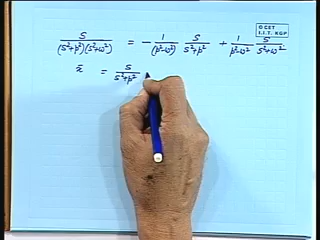 © CET
I.I.T. KGP
s/((s²+p²)(s²+ω²)) = - 1/(p²-ω²) s/(s²+p²) + 1/(p²-ω²) s/(s²+ω²)
x̄ = s/(s²+p²)